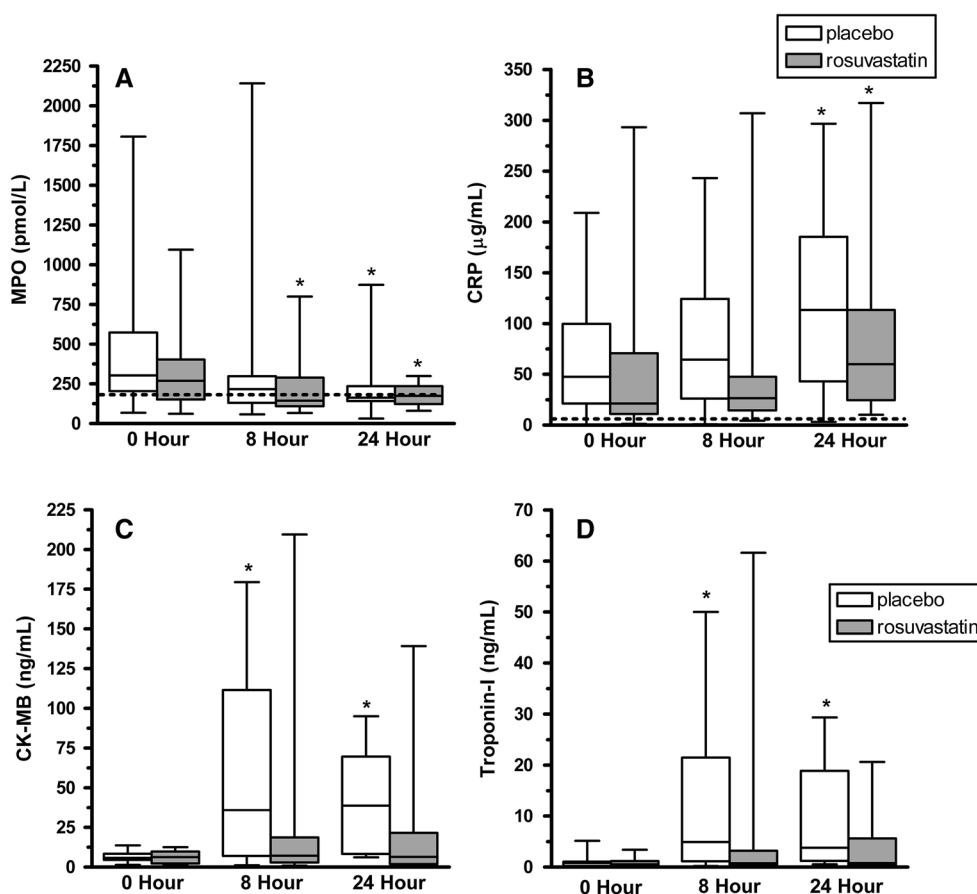 placebo
rosuvastatin
A
MPO (pmol/L)
2250
2000
1750
1500
1250
1000
750
500
250
0
*
*
*
0 Hour 8 Hour 24 Hour
B
CRP (µg/mL)
350
300
250
200
150
100
50
0
*
*
0 Hour 8 Hour 24 Hour
C
CK-MB (ng/mL)
225
200
175
150
125
100
75
50
25
0
*
*
0 Hour 8 Hour 24 Hour
D
Troponin-I (ng/mL)
70
60
50
40
30
20
10
0
*
*
placebo
rosuvastatin
0 Hour 8 Hour 24 Hour